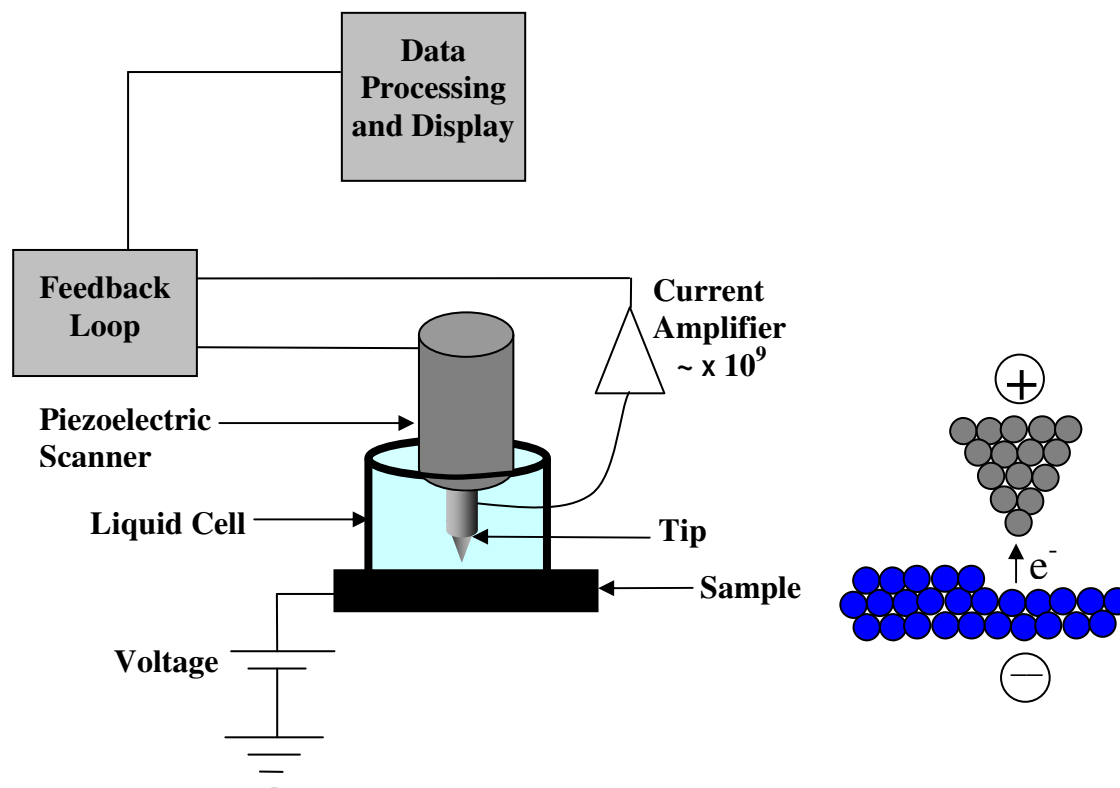 Data
Processing
and Display
Feedback
Loop
Current
Amplifier
~ x 10⁹
Piezoelectric
Scanner
Liquid Cell
Tip
Sample
Voltage
+
e⁻
—